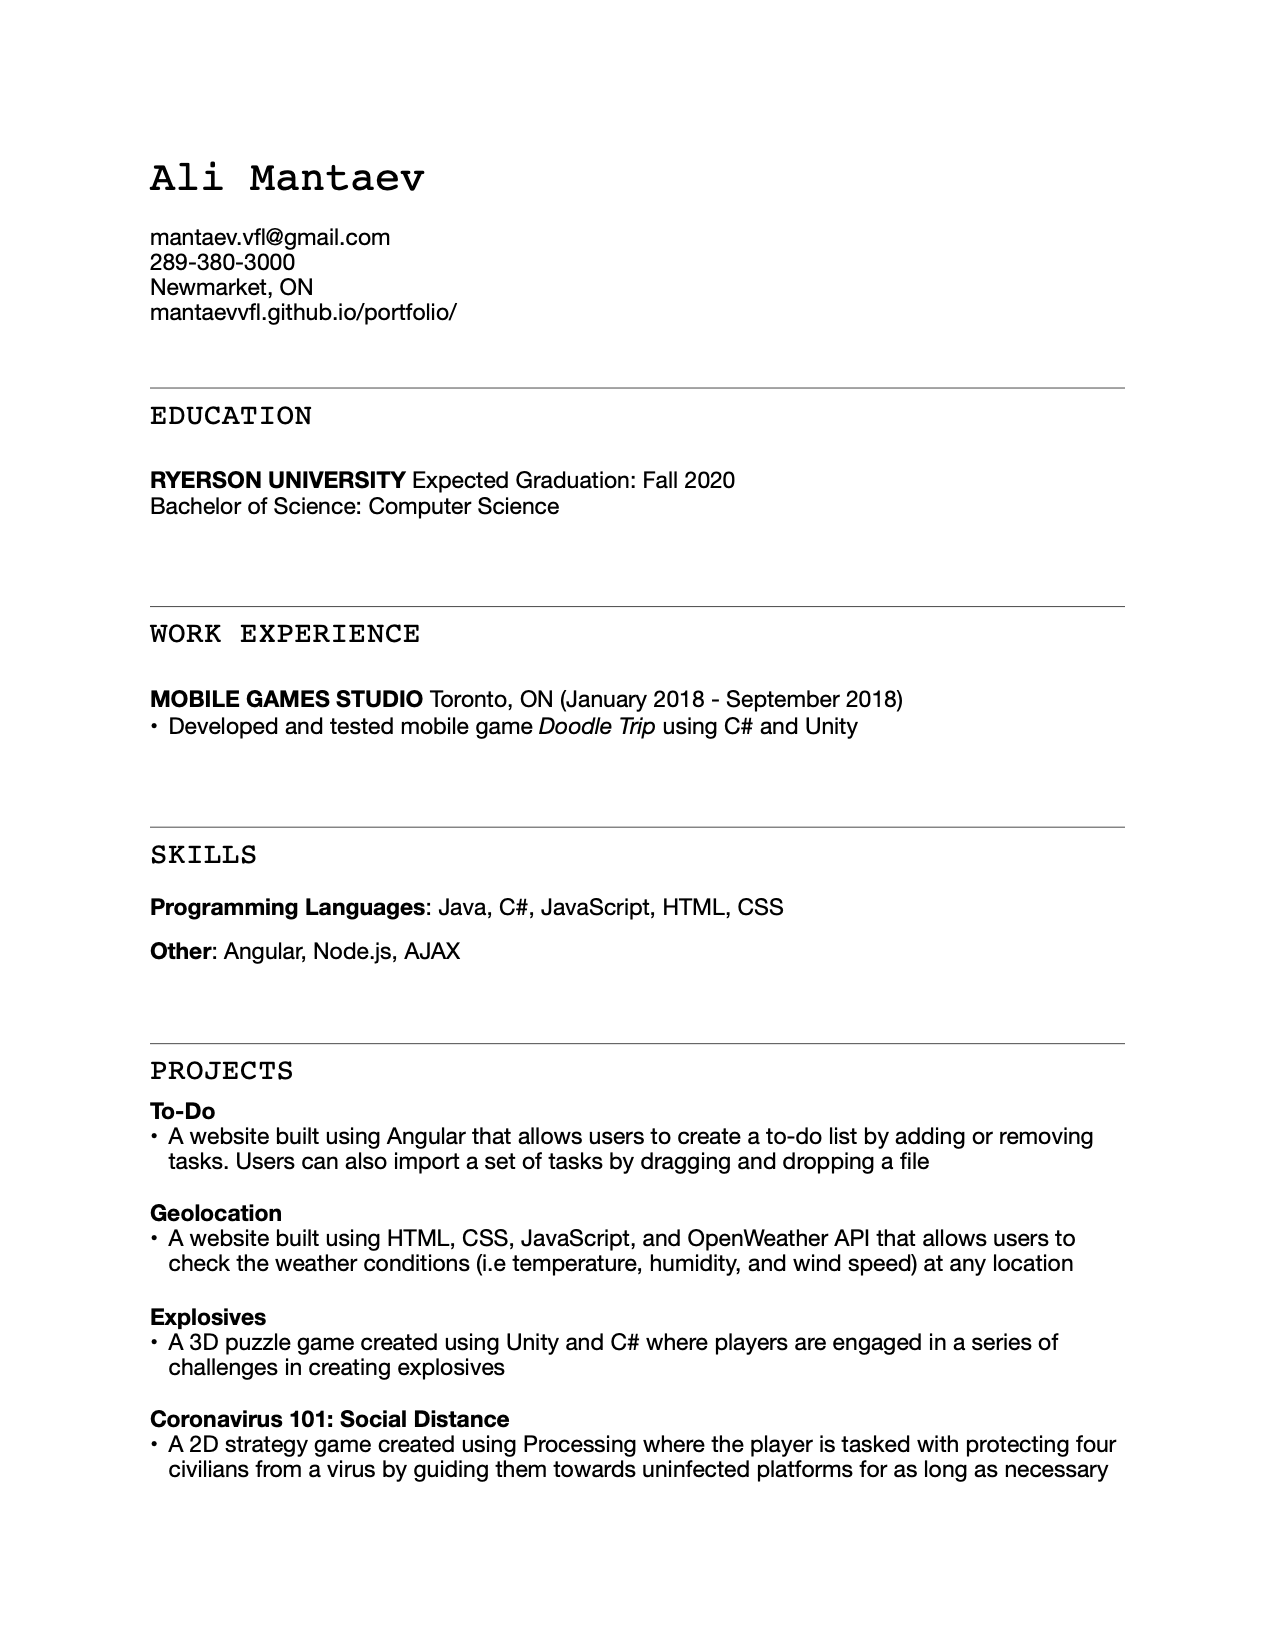 Ali Mantaev
mantaev.vfl@gmail.com
289-380-3000
Newmarket, ON
mantaevvfl.github.io/portfolio/
EDUCATION
RYERSON UNIVERSITY Expected Graduation: Fall 2020
Bachelor of Science: Computer Science
WORK EXPERIENCE
MOBILE GAMES STUDIO Toronto, ON (January 2018 - September 2018)
• Developed and tested mobile game Doodle Trip using C# and Unity
SKILLS
Programming Languages: Java, C#, JavaScript, HTML, CSS
Other: Angular, Node.js, AJAX
PROJECTS
To-Do
• A website built using Angular that allows users to create a to-do list by adding or removing
tasks. Users can also import a set of tasks by dragging and dropping a file
Geolocation
• A website built using HTML, CSS, JavaScript, and OpenWeather API that allows users to
check the weather conditions (i.e temperature, humidity, and wind speed) at any location
Explosives
• A 3D puzzle game created using Unity and C# where players are engaged in a series of
challenges in creating explosives
Coronavirus 101: Social Distance
• A 2D strategy game created using Processing where the player is tasked with protecting four
civilians from a virus by guiding them towards uninfected platforms for as long as necessary